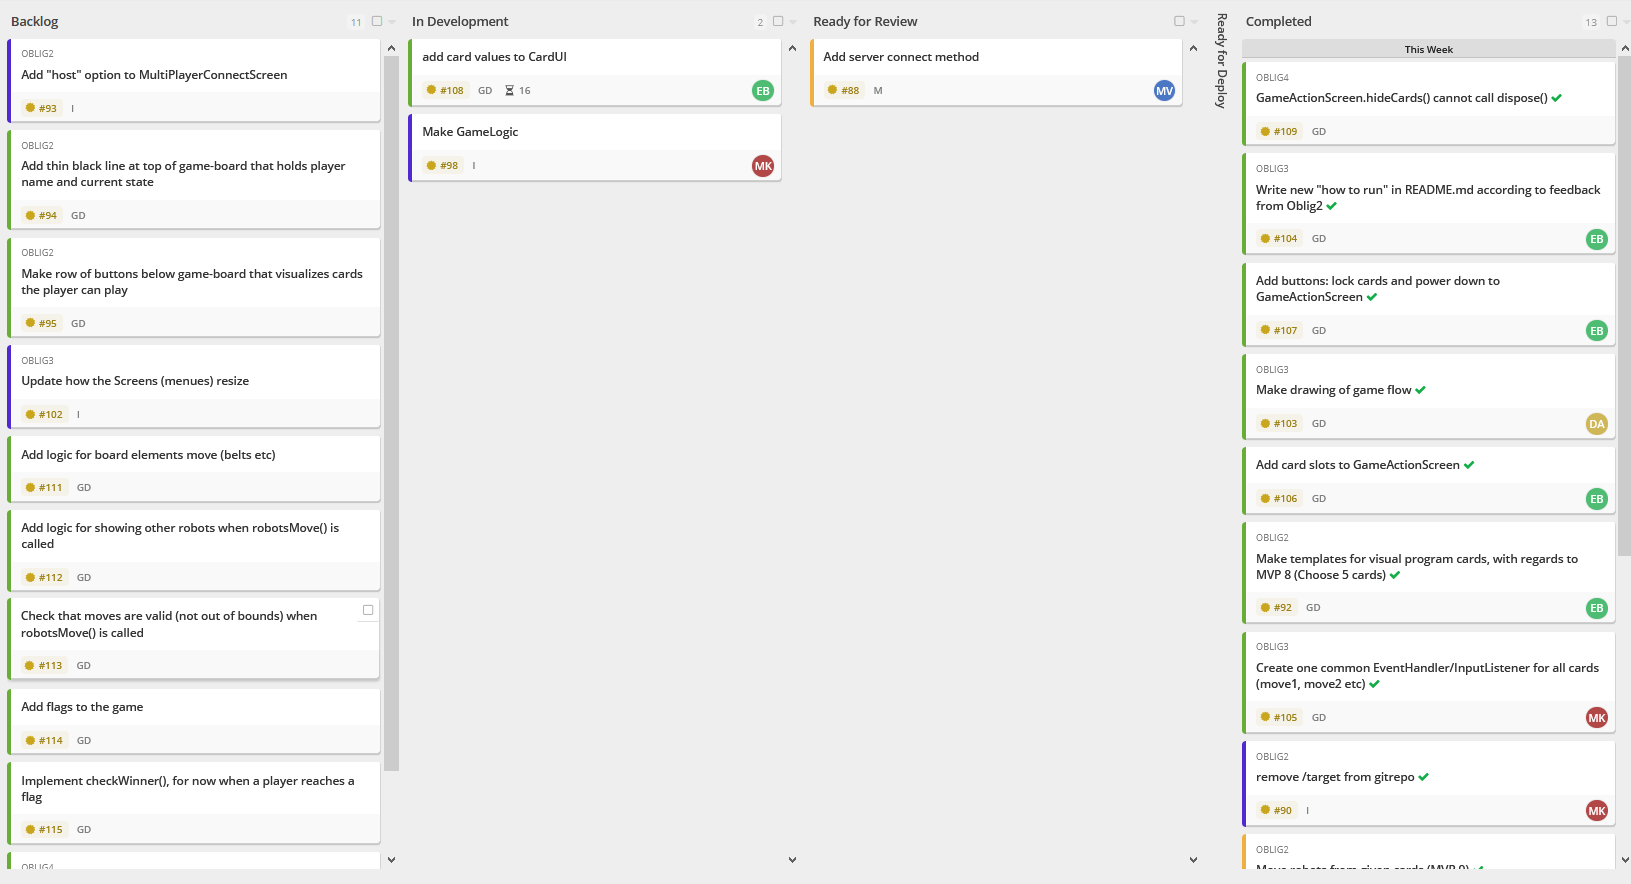 Backlog
11
OBLIG2
Add "host" option to MultiPlayerConnectScreen
#93 I
OBLIG2
Add thin black line at top of game-board that holds player
name and current state
#94 GD
OBLIG2
Make row of buttons below game-board that visualizes cards
the player can play
#95 GD
OBLIG3
Update how the Screens (menues) resize
#102 I
Add logic for board elements move (belts etc)
#111 GD
Add logic for showing other robots when robotsMove() is
called
#112 GD
Check that moves are valid (not out of bounds) when
robotsMove() is called
#113 GD
Add flags to the game
#114 GD
Implement checkWinner(), for now when a player reaches a
flag
#115 GD
OBLIG4
In Development
2
add card values to CardUI
#108 GD 16 EB
Make GameLogic
#98 I MK
Ready for Review
Add server connect method
#88 M MV
Ready for Deploy
Completed
13
This Week
OBLIG4
GameActionScreen.hideCards() cannot call dispose()
#109 GD
OBLIG3
Write new "how to run" in README.md according to feedback
from Oblig2
#104 GD EB
Add buttons: lock cards and power down to
GameActionScreen
#107 GD EB
OBLIG3
Make drawing of game flow
#103 GD DA
Add card slots to GameActionScreen
#106 GD EB
OBLIG2
Make templates for visual program cards, with regards to
MVP 8 (Choose 5 cards)
#92 GD EB
OBLIG3
Create one common EventHandler/InputListener for all cards
(move1, move2 etc)
#105 GD MK
OBLIG2
remove /target from gitrepo
#90 I MK
OBLIG2
Move robots from given cards (MVP 9)